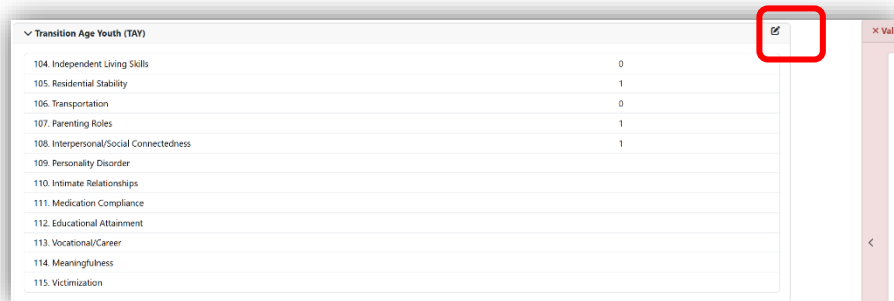 Transition Age Youth (TAY)
× Val
104. Independent Living Skills 0
105. Residential Stability 1
106. Transportation 0
107. Parenting Roles 1
108. Interpersonal/Social Connectedness 1
109. Personality Disorder
110. Intimate Relationships
111. Medication Compliance
112. Educational Attainment
113. Vocational/Career
114. Meaningfulness
115. Victimization